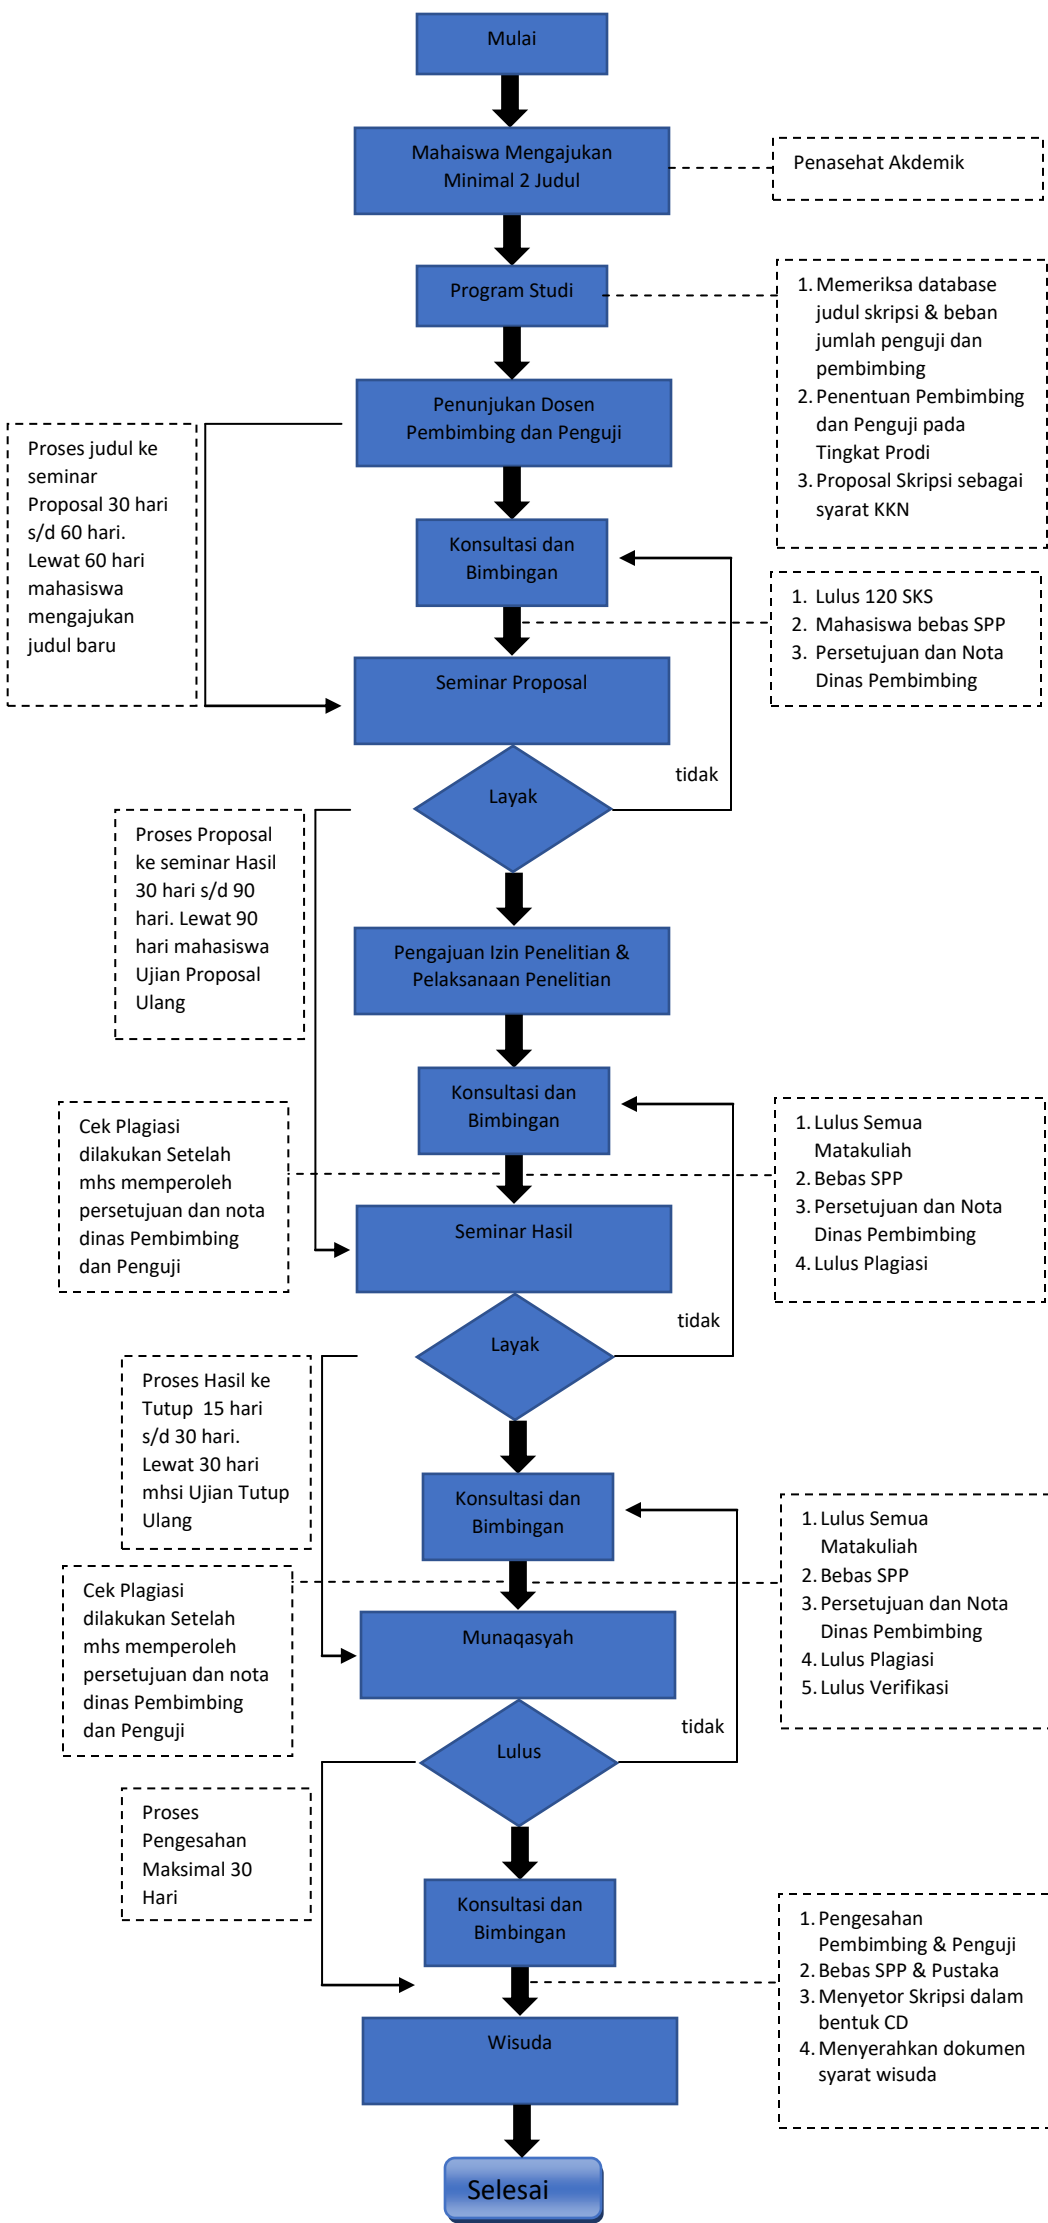 Mulai
Mahaiswa Mengajukan
Minimal 2 Judul
Penasehat Akdemik
Program Studi
1. Memeriksa database
judul skripsi & beban
jumlah penguji dan
pembimbing
2. Penentuan Pembimbing
dan Penguji pada
Tingkat Prodi
3. Proposal Skripsi sebagai
syarat KKN
Penunjukan Dosen
Pembimbing dan Penguji
Proses judul ke
seminar
Proposal 30 hari
s/d 60 hari.
Lewat 60 hari
mahasiswa
mengajukan
judul baru
Konsultasi dan
Bimbingan
1. Lulus 120 SKS
2. Mahasiswa bebas SPP
3. Persetujuan dan Nota
Dinas Pembimbing
Seminar Proposal
tidak
Layak
Proses Proposal
ke seminar Hasil
30 hari s/d 90
hari. Lewat 90
hari mahasiswa
Ujian Proposal
Ulang
Pengajuan Izin Penelitian &
Pelaksanaan Penelitian
Konsultasi dan
Bimbingan
Cek Plagiasi
dilakukan Setelah
mhs memperoleh
persetujuan dan nota
dinas Pembimbing
dan Penguji
1. Lulus Semua
Matakuliah
2. Bebas SPP
3. Persetujuan dan Nota
Dinas Pembimbing
4. Lulus Plagiasi
Seminar Hasil
tidak
Layak
Proses Hasil ke
Tutup 15 hari
s/d 30 hari.
Lewat 30 hari
mhsi Ujian Tutup
Ulang
Konsultasi dan
Bimbingan
1. Lulus Semua
Matakuliah
2. Bebas SPP
3. Persetujuan dan Nota
Dinas Pembimbing
4. Lulus Plagiasi
5. Lulus Verifikasi
Cek Plagiasi
dilakukan Setelah
mhs memperoleh
persetujuan dan nota
dinas Pembimbing
dan Penguji
Munaqasyah
tidak
Lulus
Proses
Pengesahan
Maksimal 30
Hari
Konsultasi dan
Bimbingan
1. Pengesahan
Pembimbing & Penguji
2. Bebas SPP & Pustaka
3. Menyetor Skripsi dalam
bentuk CD
4. Menyerahkan dokumen
syarat wisuda
Wisuda
Selesai